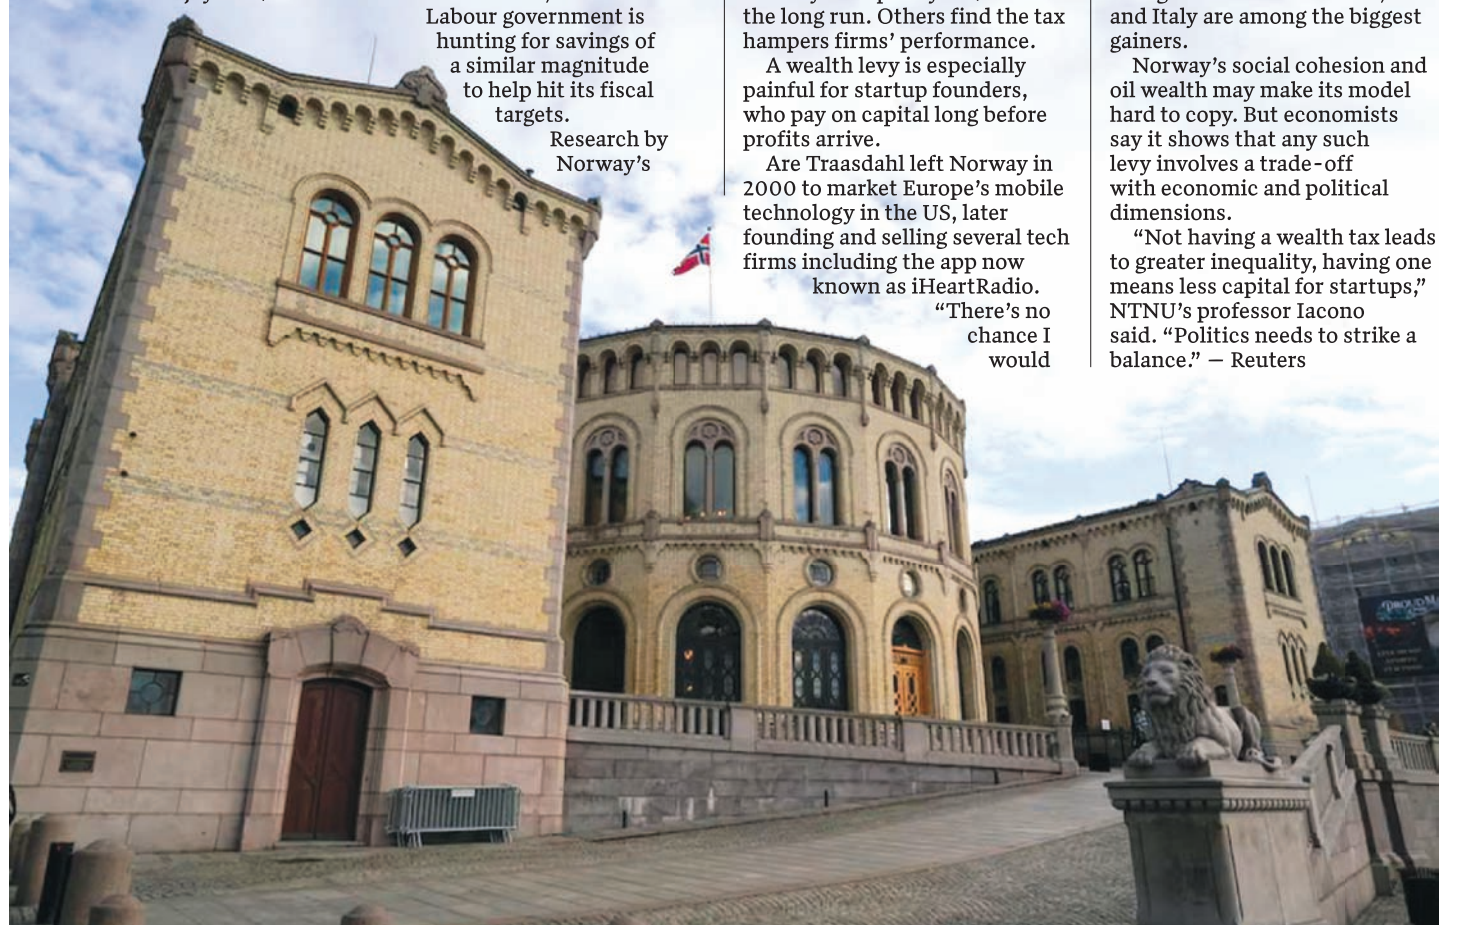 Labour government is
hunting for savings of
a similar magnitude
to help hit its fiscal
targets.
Research by
Norway's
the long run. Others find the tax
hampers firms' performance.
A wealth levy is especially
painful for startup founders,
who pay on capital long before
profits arrive.
Are Traasdahl left Norway in
2000 to market Europe's mobile
technology in the US, later
founding and selling several tech
firms including the app now
known as iHeartRadio.
“There's no
chance I
would
and Italy are among the biggest
gainers.
Norway's social cohesion and
oil wealth may make its model
hard to copy. But economists
say it shows that any such
levy involves a trade-off
with economic and political
dimensions.
“Not having a wealth tax leads
to greater inequality, having one
means less capital for startups,”
NTNU's professor Iacono
said. “Politics needs to strike a
balance.” — Reuters